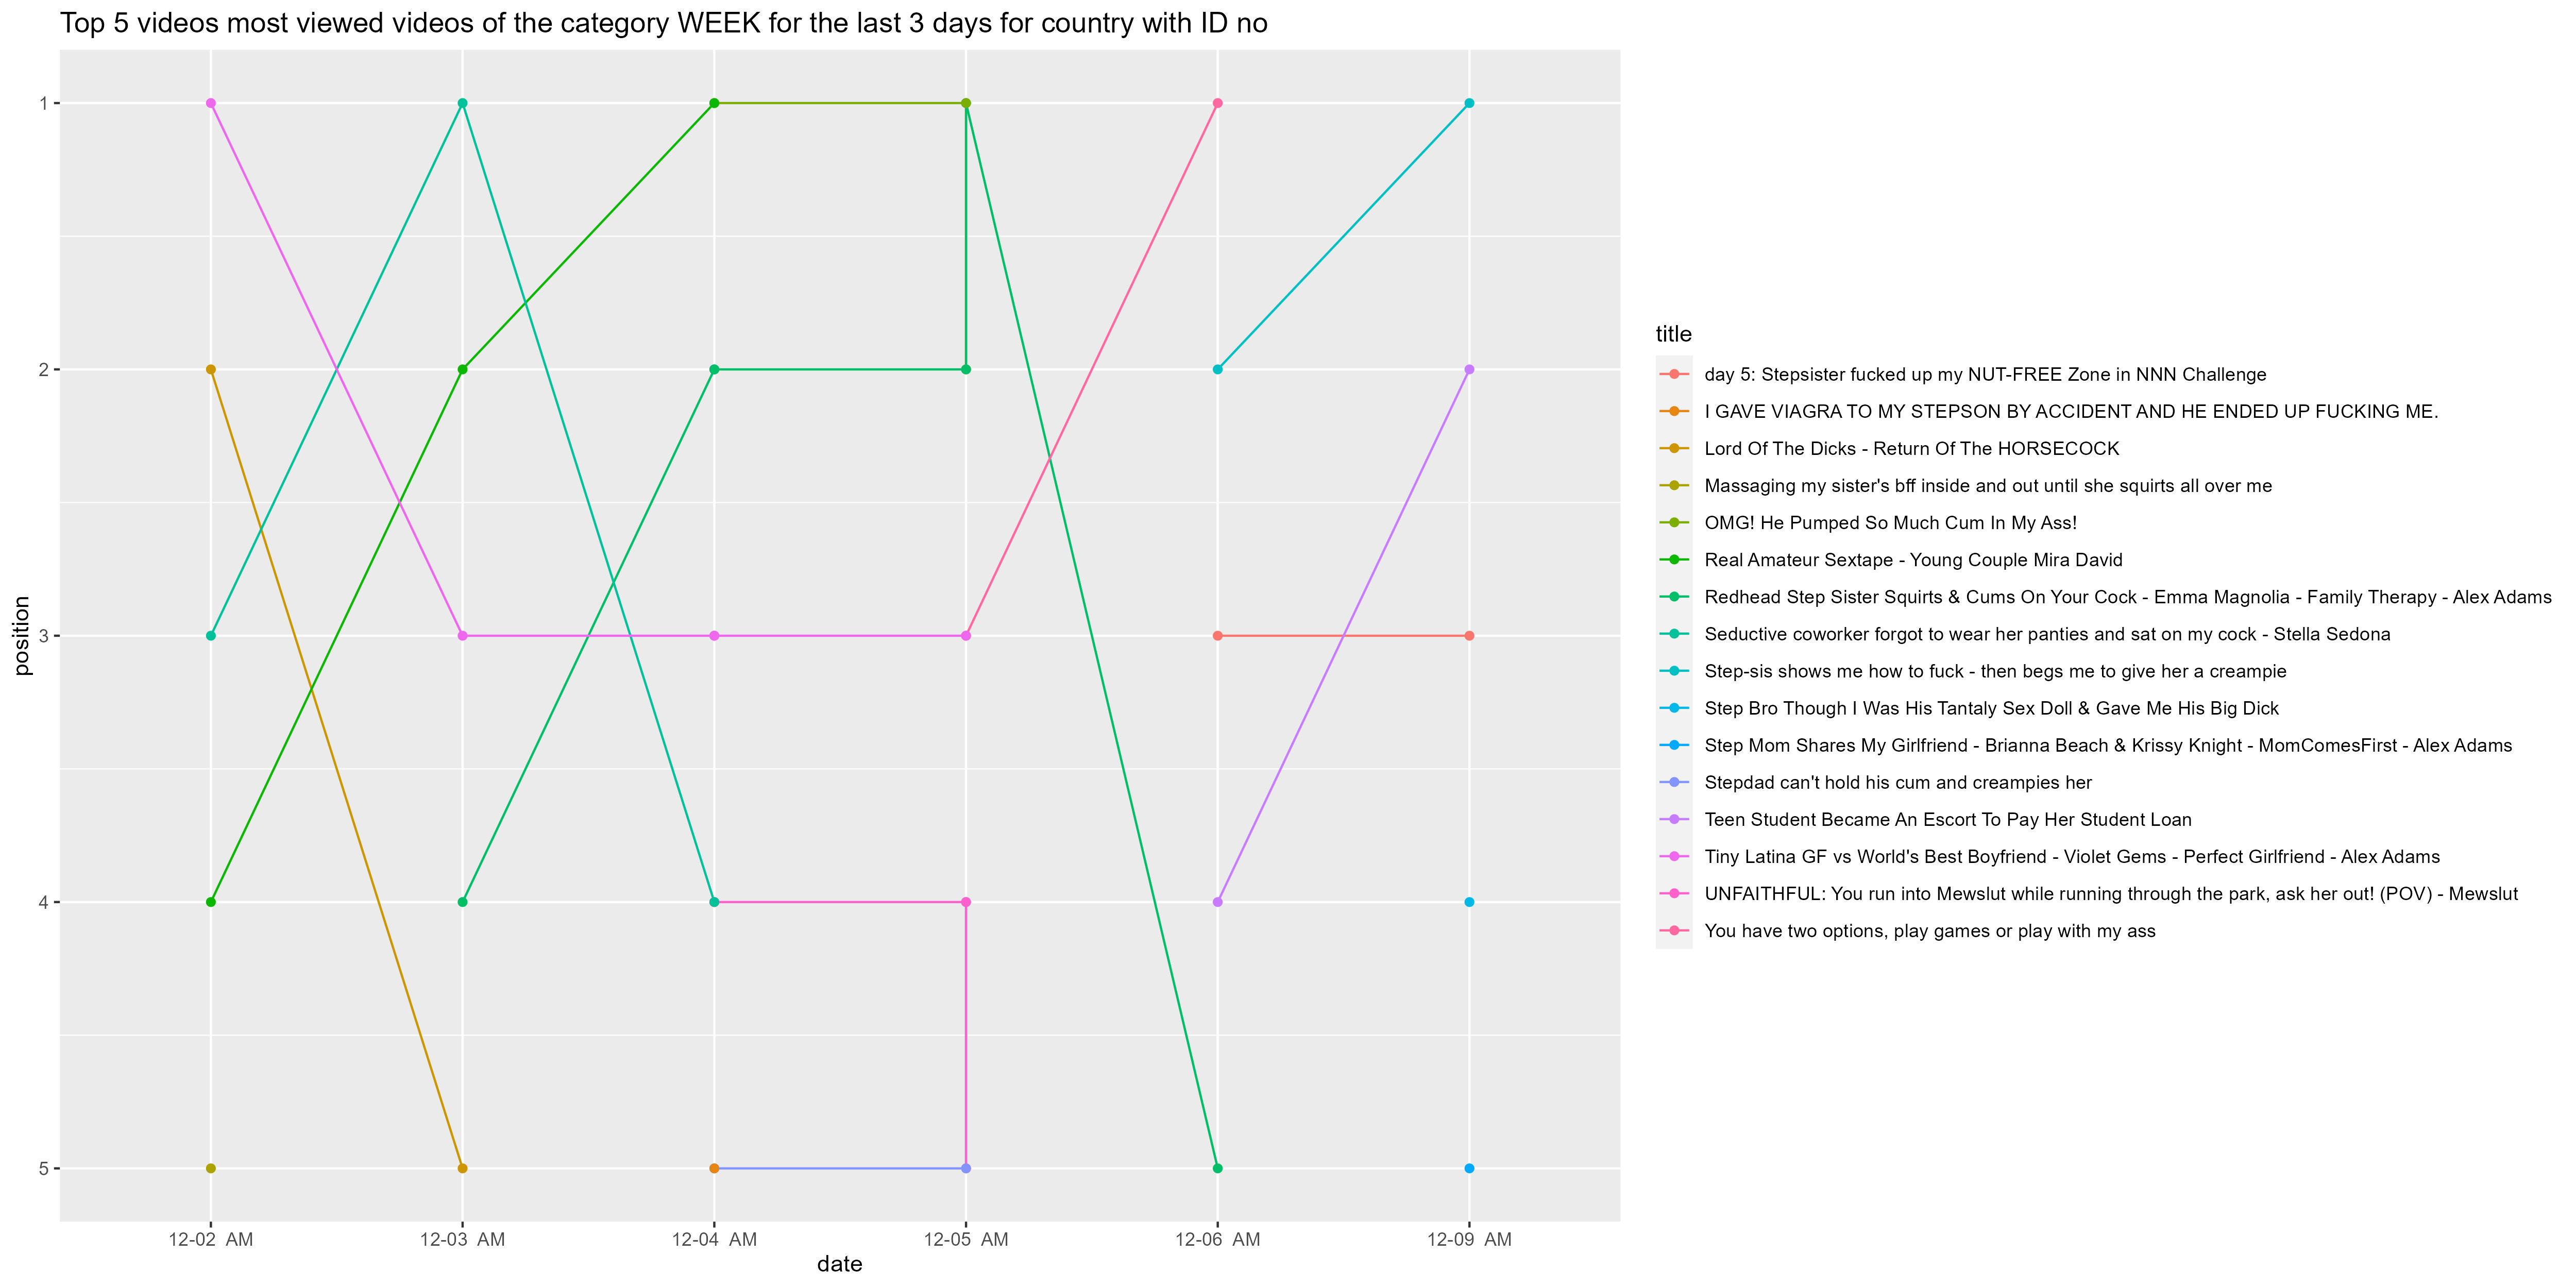 Top 5 videos most viewed videos of the category WEEK for the last 3 days for country with ID no
position
1
2
3
4
5
12-02 AM
12-03 AM
12-04 AM
12-05 AM
12-06 AM
12-09 AM
date
title
day 5: Stepsister fucked up my NUT-FREE Zone in NNN Challenge
I GAVE VIAGRA TO MY STEPSON BY ACCIDENT AND HE ENDED UP FUCKING ME.
Lord Of The Dicks - Return Of The HORSECOCK
Massaging my sister's bff inside and out until she squirts all over me
OMG! He Pumped So Much Cum In My Ass!
Real Amateur Sextape - Young Couple Mira David
Redhead Step Sister Squirts & Cums On Your Cock - Emma Magnolia - Family Therapy - Alex Adams
Seductive coworker forgot to wear her panties and sat on my cock - Stella Sedona
Step-sis shows me how to fuck - then begs me to give her a creampie
Step Bro Though I Was His Tantaly Sex Doll & Gave Me His Big Dick
Step Mom Shares My Girlfriend - Brianna Beach & Krissy Knight - MomComesFirst - Alex Adams
Stepdad can't hold his cum and creampies her
Teen Student Became An Escort To Pay Her Student Loan
Tiny Latina GF vs World's Best Boyfriend - Violet Gems - Perfect Girlfriend - Alex Adams
UNFAITHFUL: You run into Mewslut while running through the park, ask her out! (POV) - Mewslut
You have two options, play games or play with my ass